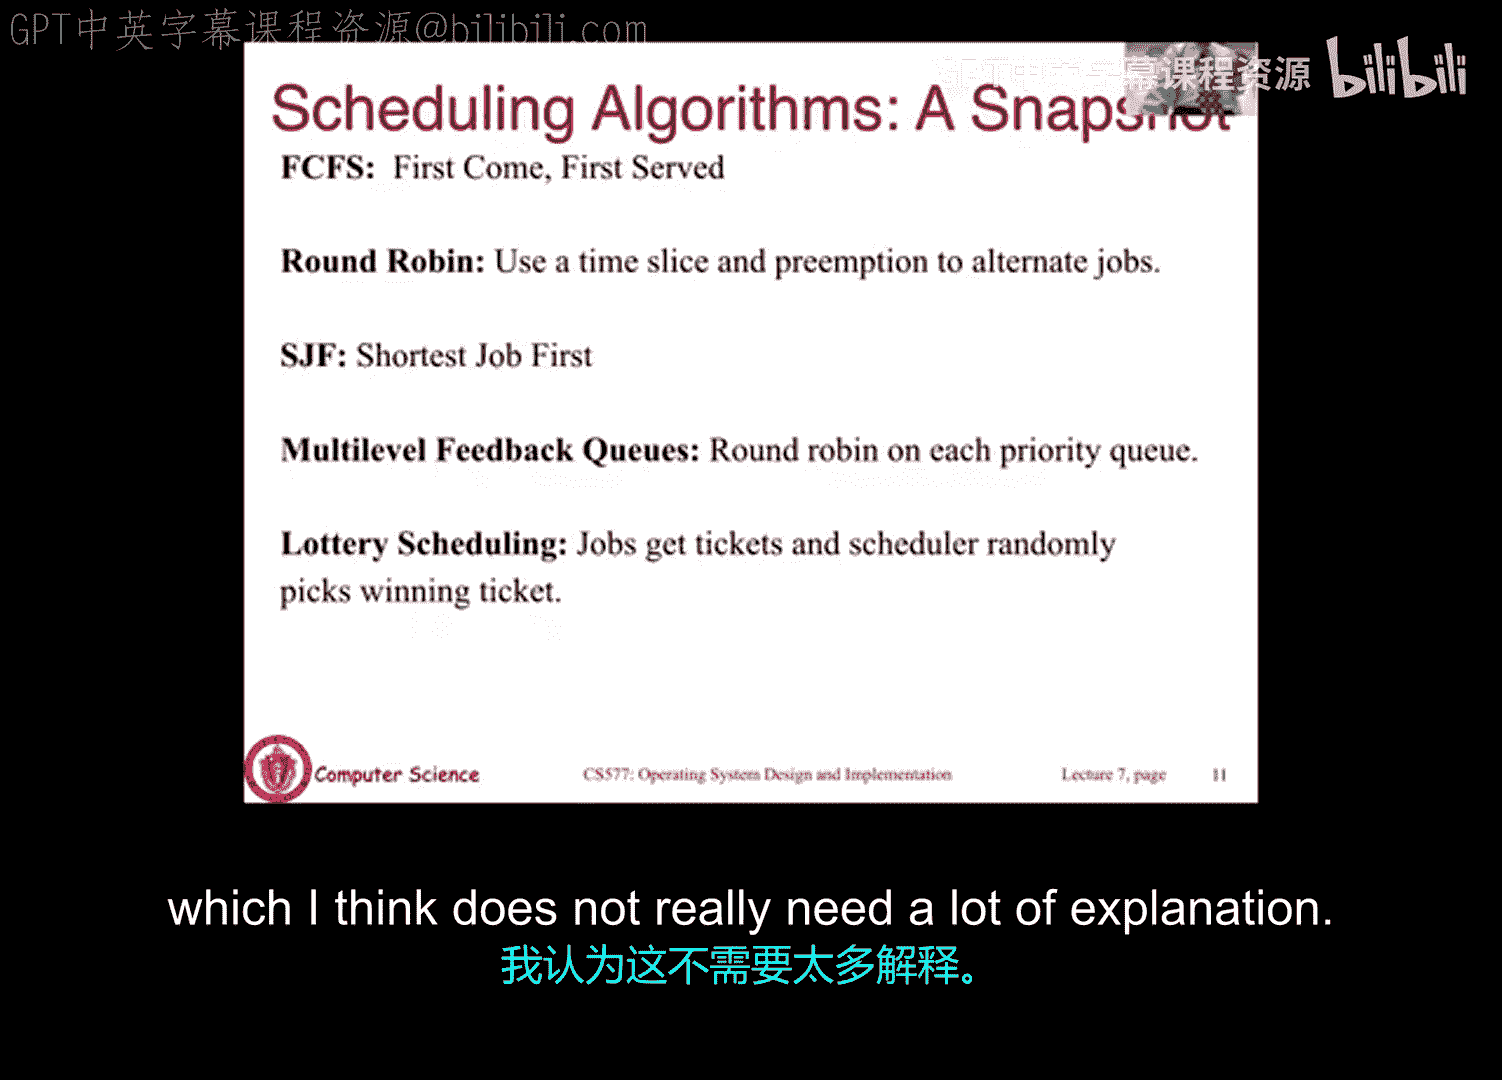 GPT中英字幕课程资源@bilibili.com
课程资源 bilibili
Scheduling Algorithms: A Snapshot
FCFS: First Come, First Served
Round Robin: Use a time slice and preemption to alternate jobs.
SJF: Shortest Job First
Multilevel Feedback Queues: Round robin on each priority queue.
Lottery Scheduling: Jobs get tickets and scheduler randomly
picks winning ticket.
Computer Science CS577: Operating System Design and Implementation Lecture 7, page 11
which I think does not really need a lot of explanation.
我认为这不需要太多解释。